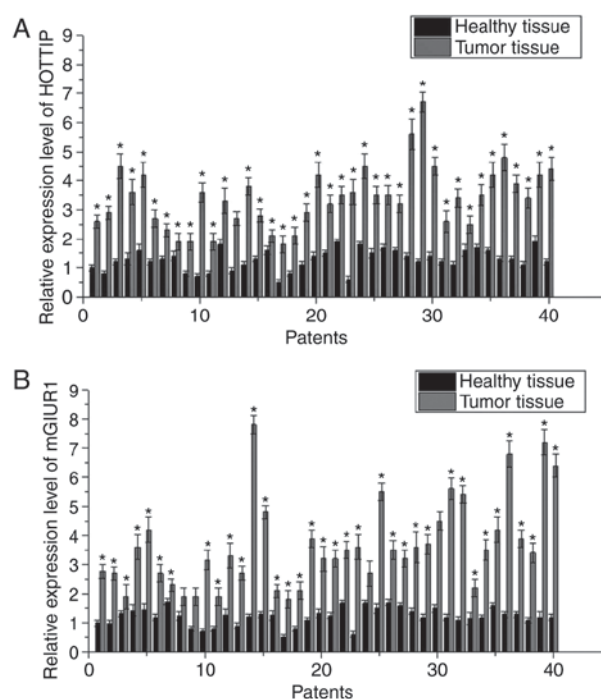 A
Healthy tissue
Tumor tissue
Relative expression level of HOTTIP
9
8
7
6
5
4
3
2
1
0
0 10 20 30 40
Patents
B
Healthy tissue
Tumor tissue
Relative expression level of mGIUR1
9
8
7
6
5
4
3
2
1
0
0 10 20 30 40
Patents